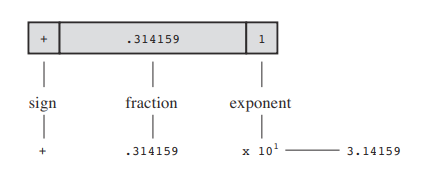 + .314159 1
sign fraction exponent
+ .314159 x 10¹ 3.14159